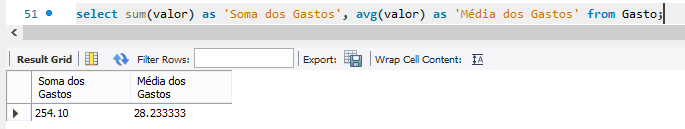 51 select sum(valor) as 'Soma dos Gastos', avg(valor) as 'Média dos Gastos' from Gasto;
Result Grid Filter Rows: Export: Wrap Cell Content: IA
Soma dos Gastos Média dos Gastos
254.10 28.233333